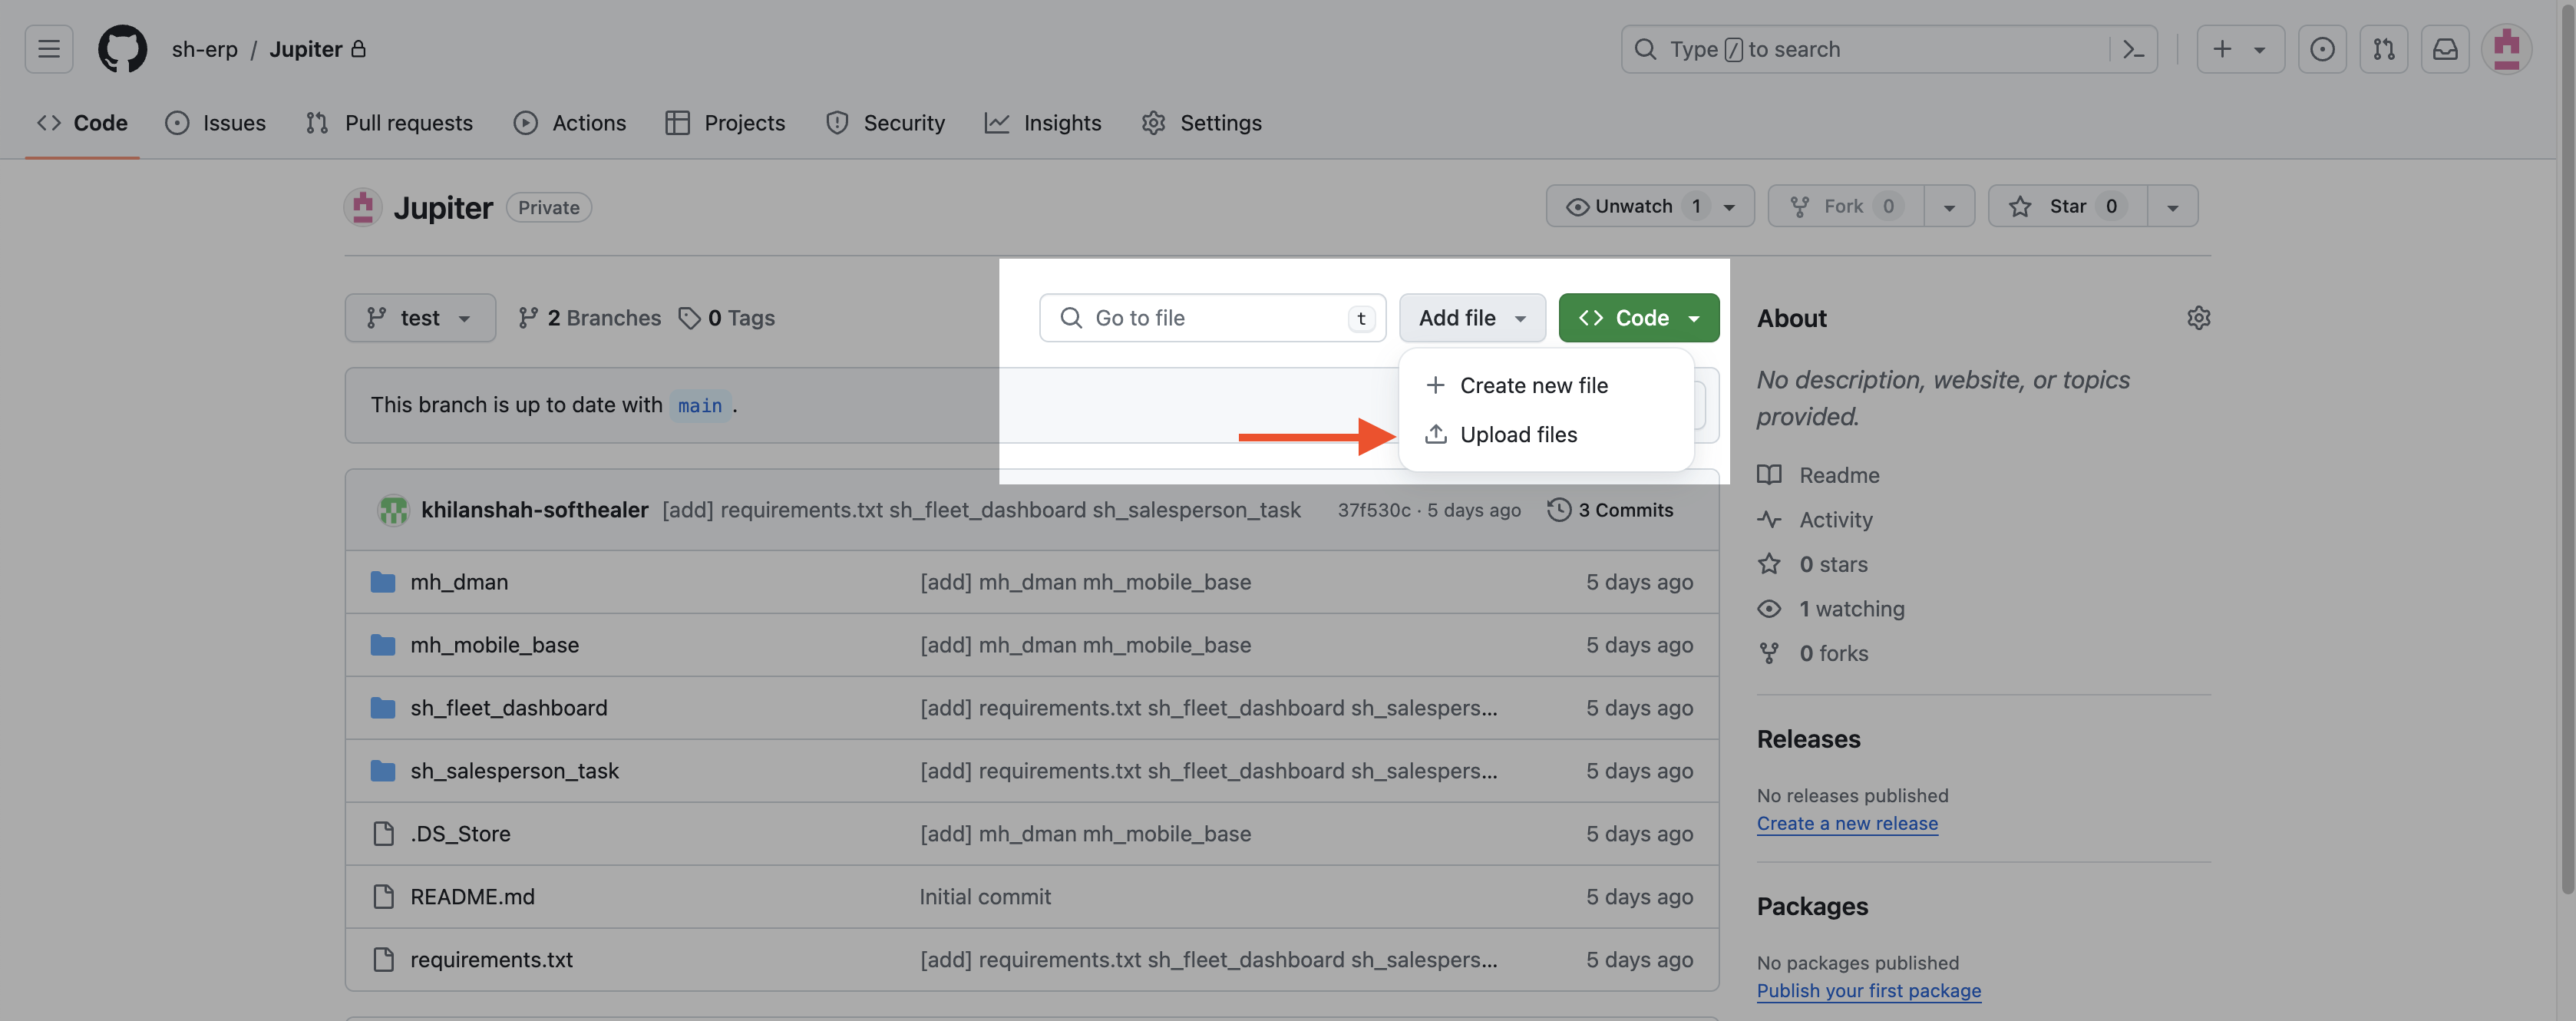 sh-erp / Jupiter
Type / to search
Code Issues Pull requests Actions Projects Security Insights Settings
Jupiter Private
Unwatch 1 Fork 0 Star 0
test 2 Branches 0 Tags
Go to file t Add file Code
Create new file
Upload files
This branch is up to date with main .
khilanshah-softhealer [add] requirements.txt sh_fleet_dashboard sh_salesperson_task 37f530c · 5 days ago 3 Commits
mh_dman [add] mh_dman mh_mobile_base 5 days ago
mh_mobile_base [add] mh_dman mh_mobile_base 5 days ago
sh_fleet_dashboard [add] requirements.txt sh_fleet_dashboard sh_salespers... 5 days ago
sh_salesperson_task [add] requirements.txt sh_fleet_dashboard sh_salespers... 5 days ago
.DS_Store [add] mh_dman mh_mobile_base 5 days ago
README.md Initial commit 5 days ago
requirements.txt [add] requirements.txt sh_fleet_dashboard sh_salespers... 5 days ago
About
No description, website, or topics
provided.
Readme
Activity
0 stars
1 watching
0 forks
Releases
No releases published
Create a new release
Packages
No packages published
Publish your first package